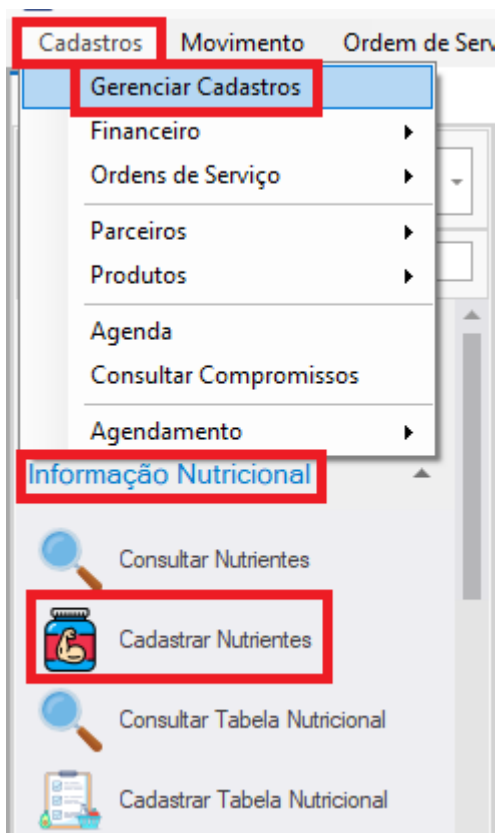 Cadastros Movimento Ordem de Serv
Gerenciar Cadastros
Financeiro
Ordens de Serviço
Parceiros
Produtos
Agenda
Consultar Compromissos
Agendamento
Informação Nutricional
Consultar Nutrientes
Cadastrar Nutrientes
Consultar Tabela Nutricional
Cadastrar Tabela Nutricional